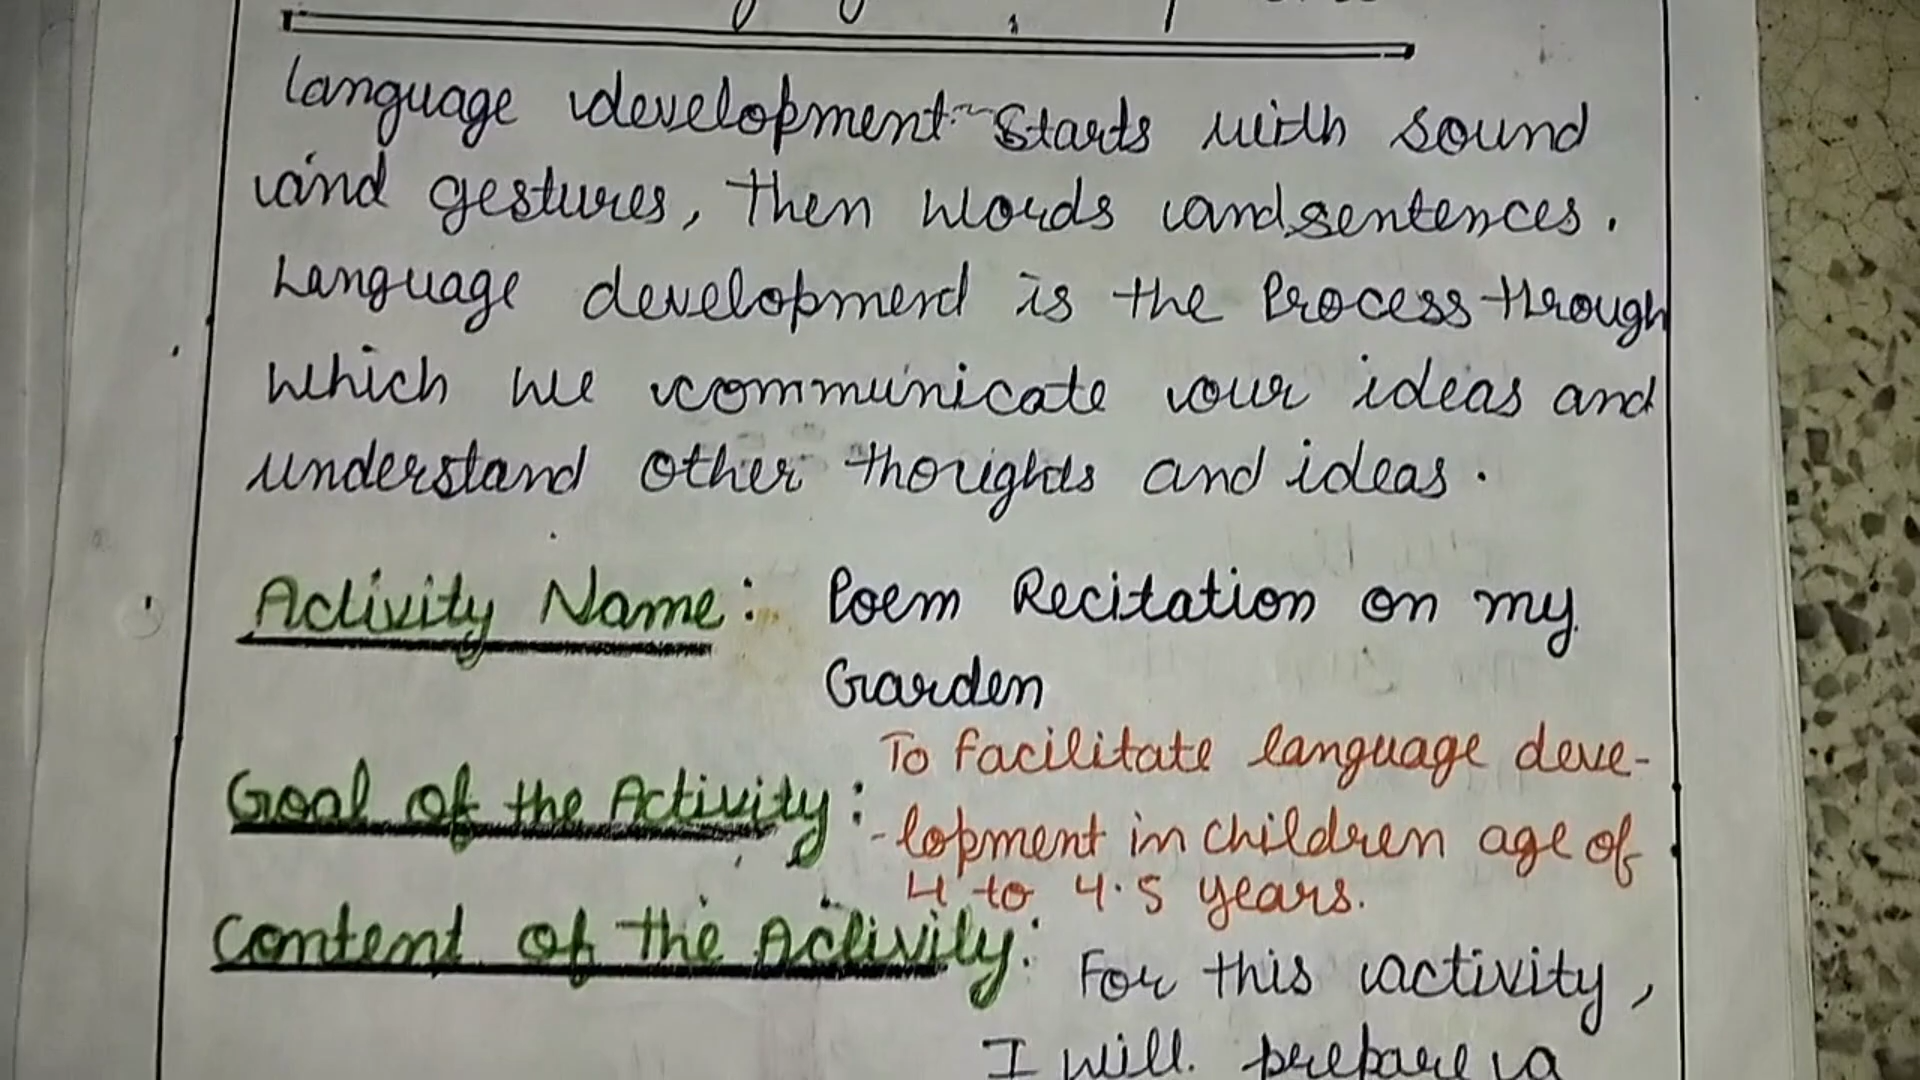 Language development starts with sound
and gestures, then words and sentences.
Language development is the Process through
which we communicate our ideas and
understand other thoughts and ideas.
Activity Name: Poem Recitation on my
Garden
Goal of the Activity: To facilitate language deve-
-lopment in children age of
4 to 4.5 years.
Content of the Activity: For this activity,
I will prepare a